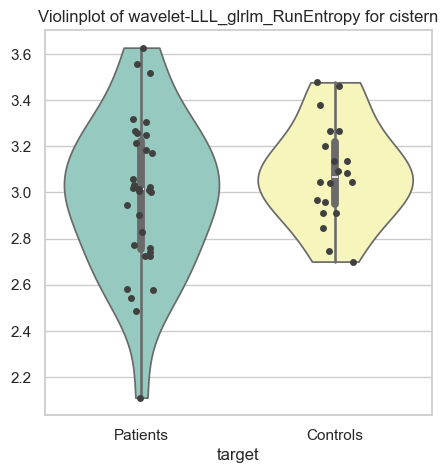 Violinplot of wavelet-LLL_glrlm_RunEntropy for cistern
3.6
3.4
3.2
3.0
2.8
2.6
2.4
2.2
Patients Controls
target